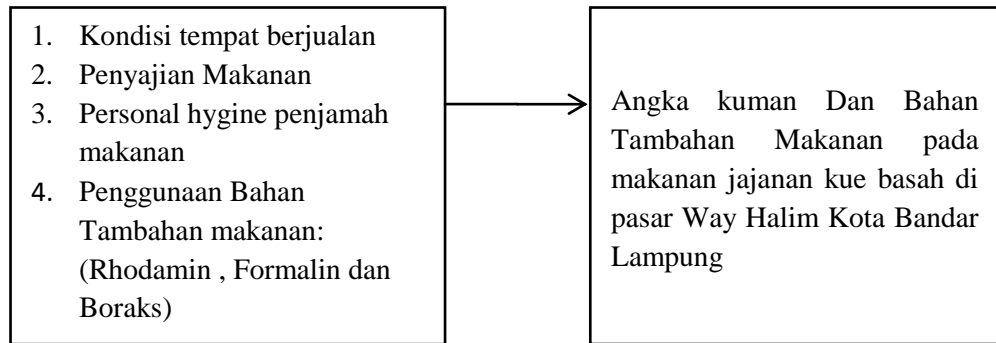 1. Kondisi tempat berjualan
2. Penyajian Makanan
3. Personal hygine penjamah
makanan
4. Penggunaan Bahan
Tambahan makanan:
(Rhodamin , Formalin dan
Boraks)
Angka kuman Dan Bahan
Tambahan Makanan pada
makanan jajanan kue basah di
pasar Way Halim Kota Bandar
Lampung